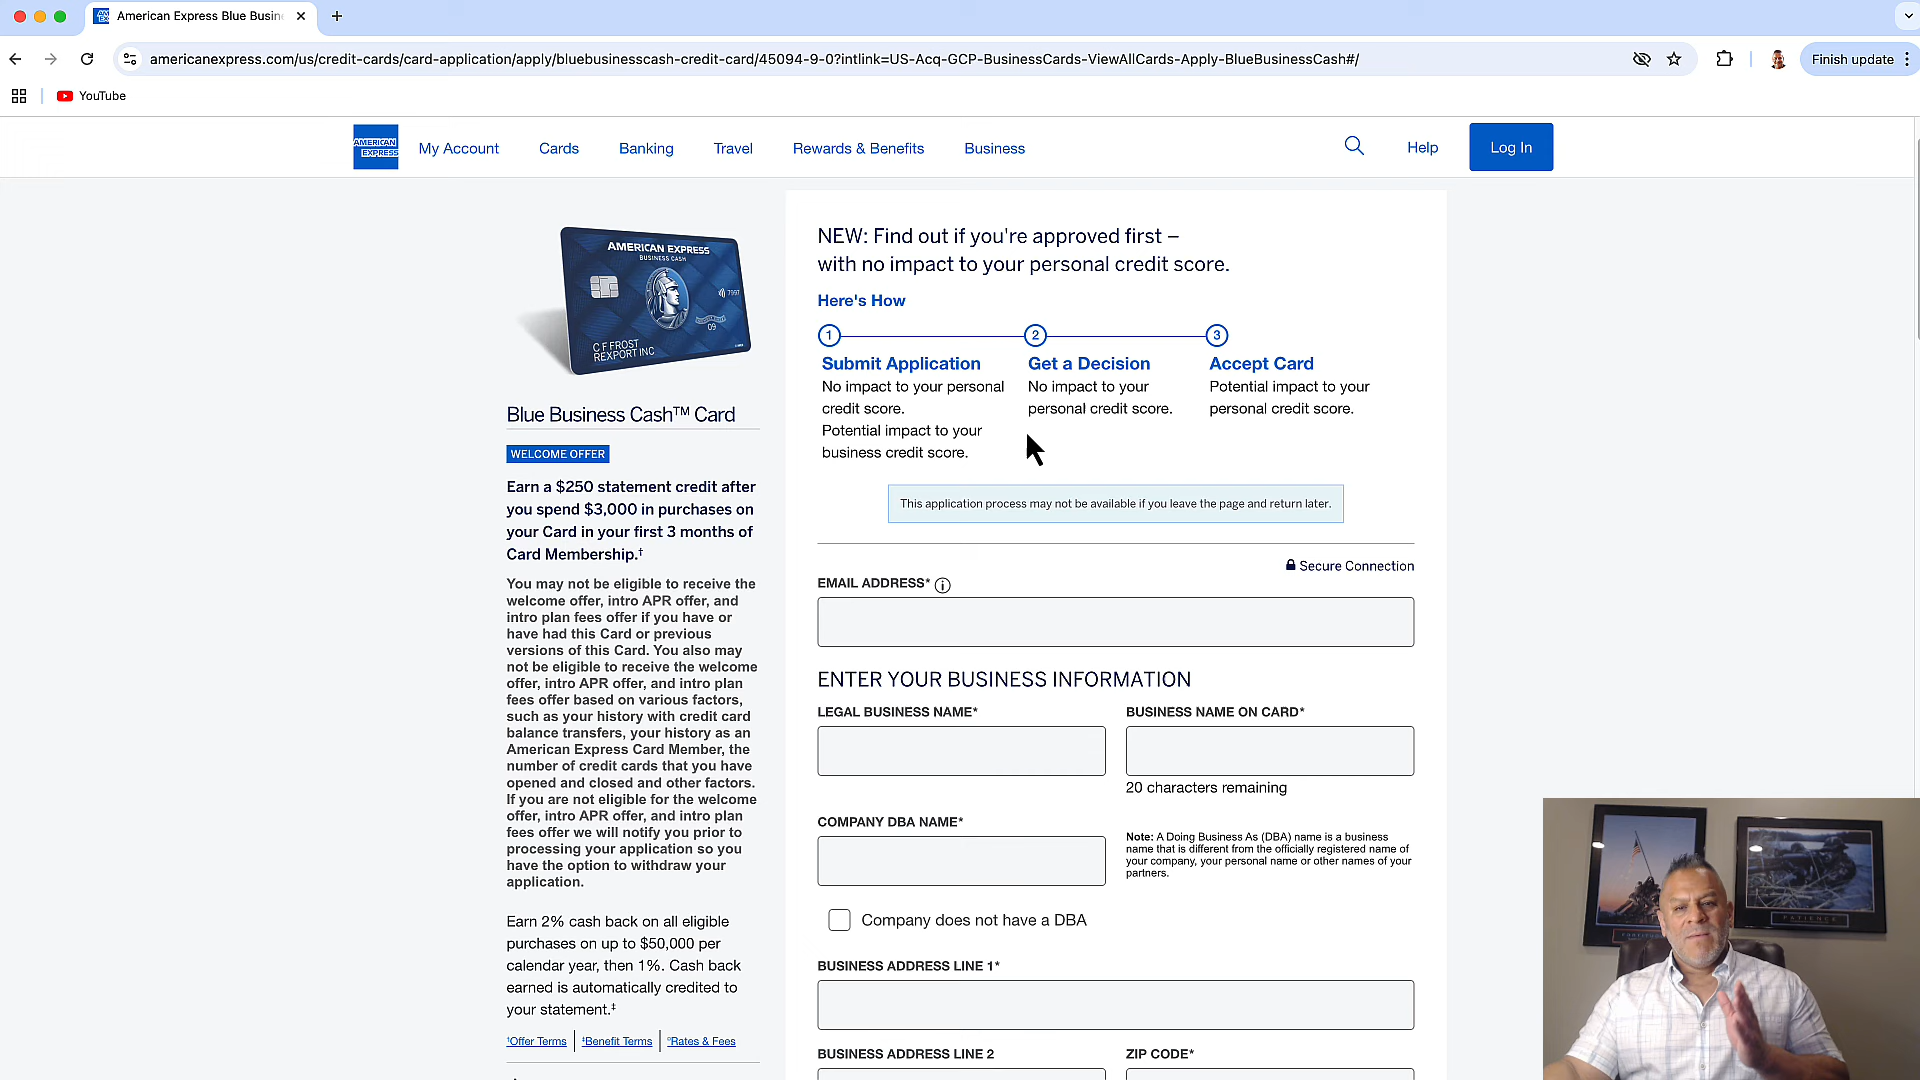 American Express Blue Busin
americanexpress.com/us/credit-cards/card-application/apply/bluebusinesscash-credit-card/45094-9-0?intlink=US-Acq-GCP-BusinessCards-ViewAllCards-Apply-BlueBusinessCash#/
Finish update
YouTube
AMERICAN
EXPRESS
My Account
Cards
Banking
Travel
Rewards & Benefits
Business
Help
Log In
AMERICAN EXPRESS
BUSINESS CASH
7997
09
C F FROST
REXPORT INC
Blue Business Cash™ Card
WELCOME OFFER
Earn a $250 statement credit after
you spend $3,000 in purchases on
your Card in your first 3 months of
Card Membership.†
You may not be eligible to receive the
welcome offer, intro APR offer, and
intro plan fees offer if you have or
have had this Card or previous
versions of this Card. You also may
not be eligible to receive the welcome
offer, intro APR offer, and intro plan
fees offer based on various factors,
such as your history with credit card
balance transfers, your history as an
American Express Card Member, the
number of credit cards that you have
opened and closed and other factors.
If you are not eligible for the welcome
offer, intro APR offer, and intro plan
fees offer we will notify you prior to
processing your application so you
have the option to withdraw your
application.
Earn 2% cash back on all eligible
purchases on up to $50,000 per
calendar year, then 1%. Cash back
earned is automatically credited to
your statement.‡
†Offer Terms
‡Benefit Terms
¤Rates & Fees
NEW: Find out if you're approved first –
with no impact to your personal credit score.
Here's How
1
Submit Application
No impact to your personal
credit score.
Potential impact to your
business credit score.
2
Get a Decision
No impact to your
personal credit score.
3
Accept Card
Potential impact to your
personal credit score.
This application process may not be available if you leave the page and return later.
Secure Connection
EMAIL ADDRESS*
ENTER YOUR BUSINESS INFORMATION
LEGAL BUSINESS NAME*
BUSINESS NAME ON CARD*
20 characters remaining
COMPANY DBA NAME*
Note: A Doing Business As (DBA) name is a business
name that is different from the officially registered name of
your company, your personal name or other names of your
partners.
Company does not have a DBA
BUSINESS ADDRESS LINE 1*
BUSINESS ADDRESS LINE 2
ZIP CODE*
PATIENCE